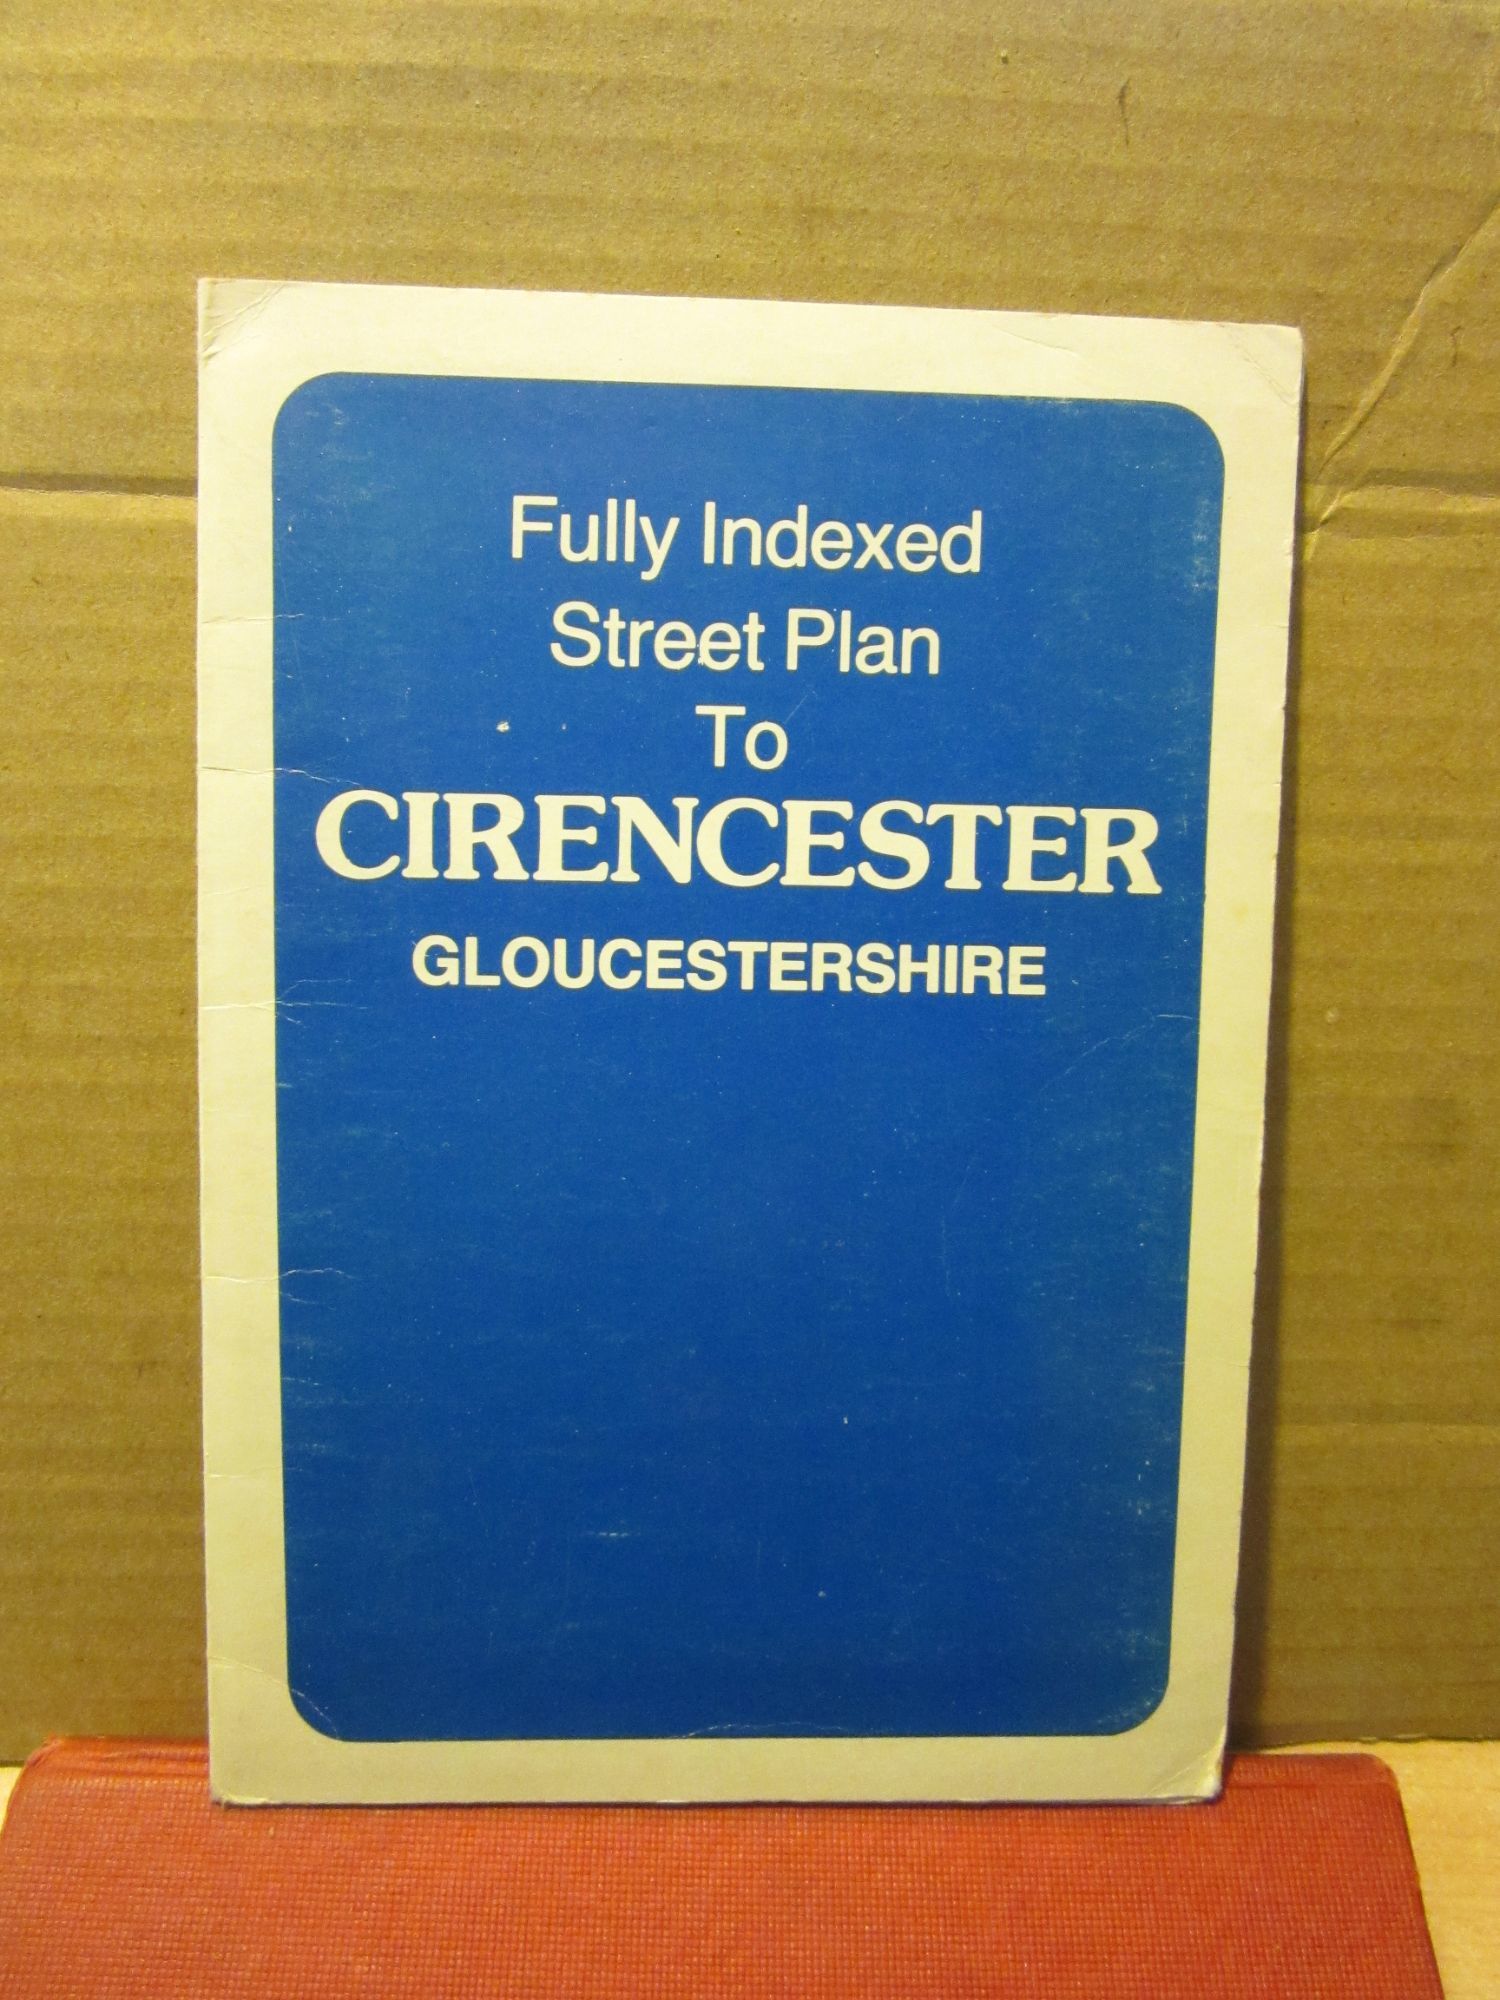 Fully Indexed
Street Plan
To
CIRENCESTER
GLOUCESTERSHIRE